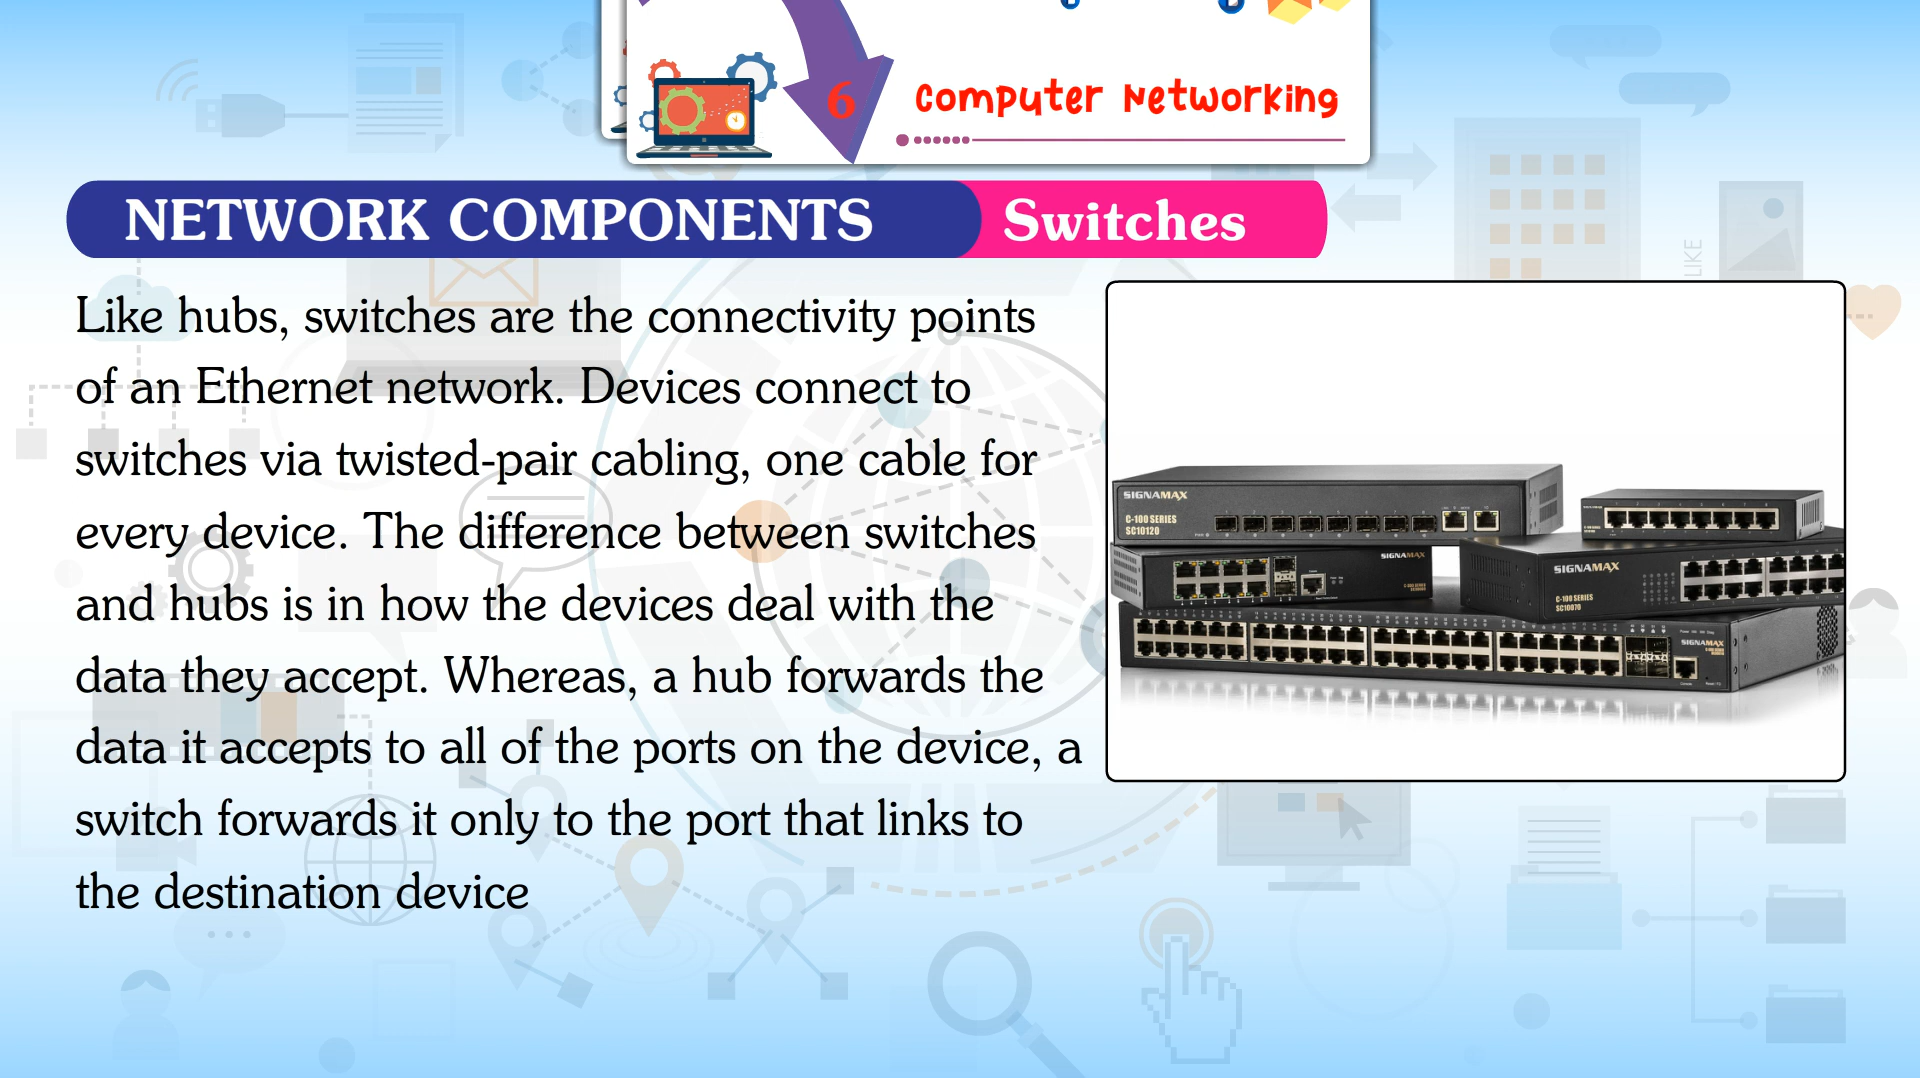 6
Computer Networking
NETWORK COMPONENTS
Switches
LIKE
Like hubs, switches are the connectivity points
of an Ethernet network. Devices connect to
switches via twisted-pair cabling, one cable for
every device. The difference between switches
and hubs is in how the devices deal with the
data they accept. Whereas, a hub forwards the
data it accepts to all of the ports on the device, a
switch forwards it only to the port that links to
the destination device
SIGNAMAX
C-100 SERIES
SC10120
SIGNAMAX
SIGNAMAX
C-100 SERIES
SC10070
SIGNAMAX